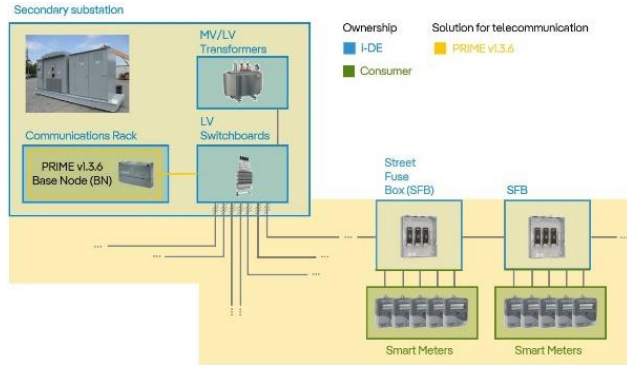 Secondary substation
MV/LV
Transformers
Communications Rack
PRIME v1.3.6
Base Node (BN)
LV
Switchboards
Ownership
i-DE
Consumer
Solution for telecommunication
PRIME v1.3.6
Street
Fuse
Box (SFB)
SFB
...
...
...
...
...
...
...
Smart Meters
Smart Meters